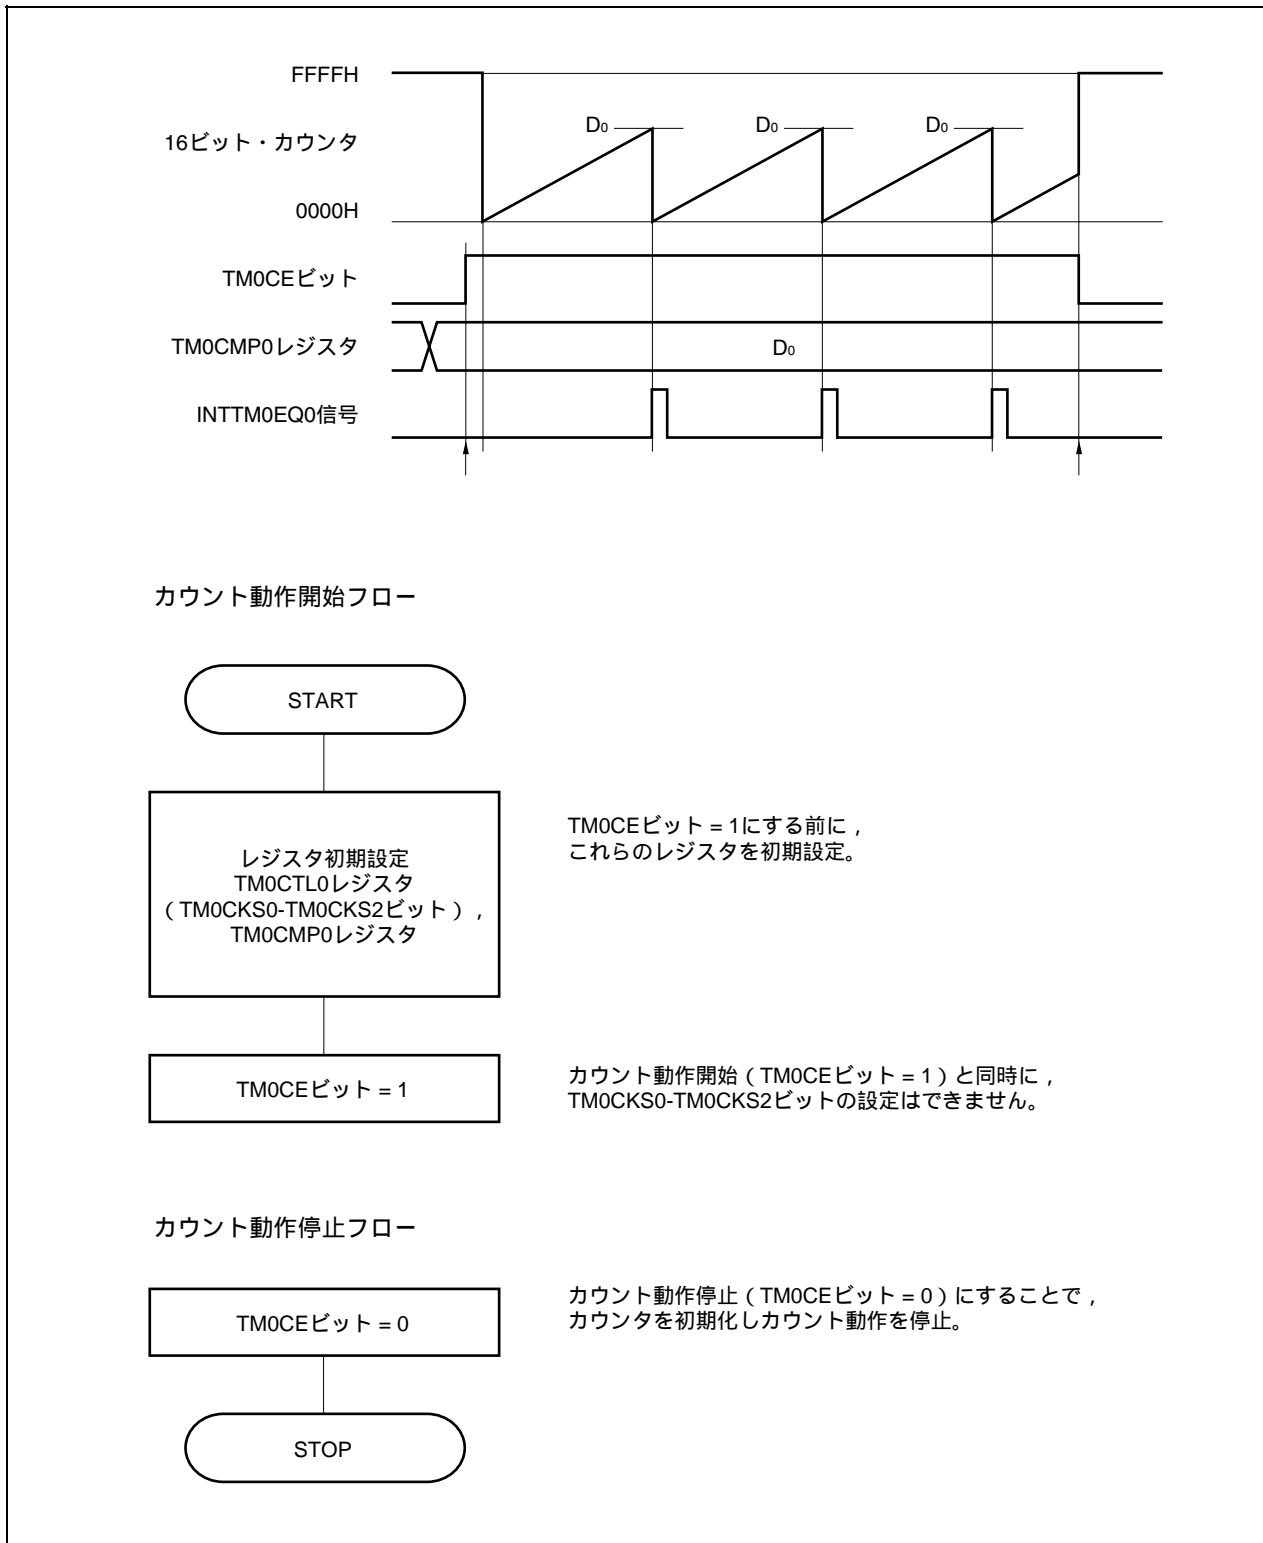 FFFFH
D0 D0 D0
16ビット・カウンタ
0000H
TM0CEビット
TM0CMP0レジスタ
D0
INTTM0EQ0信号
カウント動作開始フロー
START
レジスタ初期設定
TM0CTL0レジスタ
（TM0CKS0-TM0CKS2ビット），
TM0CMP0レジスタ
TM0CEビット = 1にする前に，
これらのレジスタを初期設定。
TM0CEビット = 1
カウント動作開始（TM0CEビット = 1）と同時に，
TM0CKS0-TM0CKS2ビットの設定はできません。
カウント動作停止フロー
TM0CEビット = 0
カウント動作停止（TM0CEビット = 0）にすることで，
カウンタを初期化しカウント動作を停止。
STOP